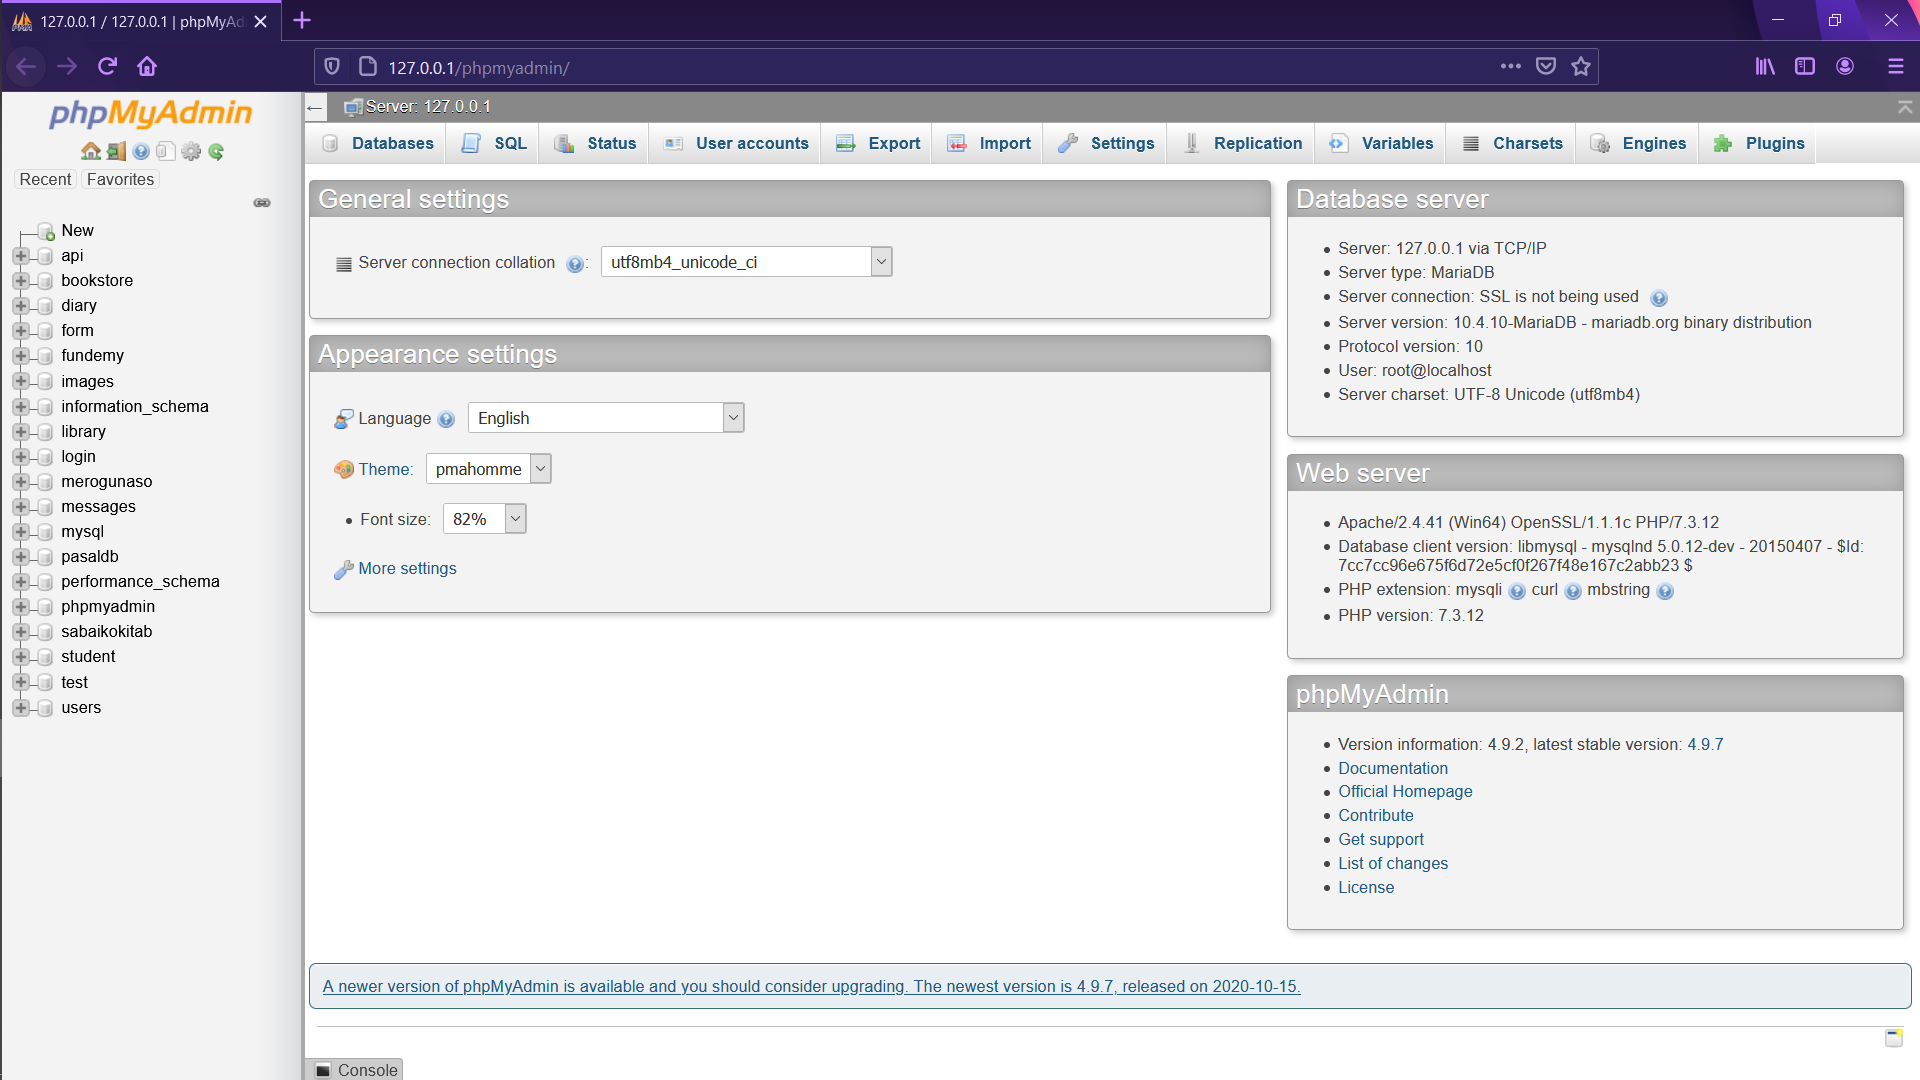 127.0.0.1 / 127.0.0.1 | phpMyAd
127.0.0.1/phpmyadmin/
phpMyAdmin
Recent Favorites
New
api
bookstore
diary
form
fundemy
images
information_schema
library
login
merogunaso
messages
mysql
pasaldb
performance_schema
phpmyadmin
sabaikokitab
student
test
users
Server: 127.0.0.1
Databases SQL Status User accounts Export Import Settings Replication Variables Charsets Engines Plugins
General settings
Server connection collation : utf8mb4_unicode_ci
Appearance settings
Language English
Theme: pmahomme
Font size: 82%
More settings
Database server
Server: 127.0.0.1 via TCP/IP
Server type: MariaDB
Server connection: SSL is not being used
Server version: 10.4.10-MariaDB - mariadb.org binary distribution
Protocol version: 10
User: root@localhost
Server charset: UTF-8 Unicode (utf8mb4)
Web server
Apache/2.4.41 (Win64) OpenSSL/1.1.1c PHP/7.3.12
Database client version: libmysql - mysqlnd 5.0.12-dev - 20150407 - $Id:
7cc7cc96e675f6d72e5cf0f267f48e167c2abb23 $
PHP extension: mysqli curl mbstring
PHP version: 7.3.12
phpMyAdmin
Version information: 4.9.2, latest stable version: 4.9.7
Documentation
Official Homepage
Contribute
Get support
List of changes
License
A newer version of phpMyAdmin is available and you should consider upgrading. The newest version is 4.9.7, released on 2020-10-15.
Console